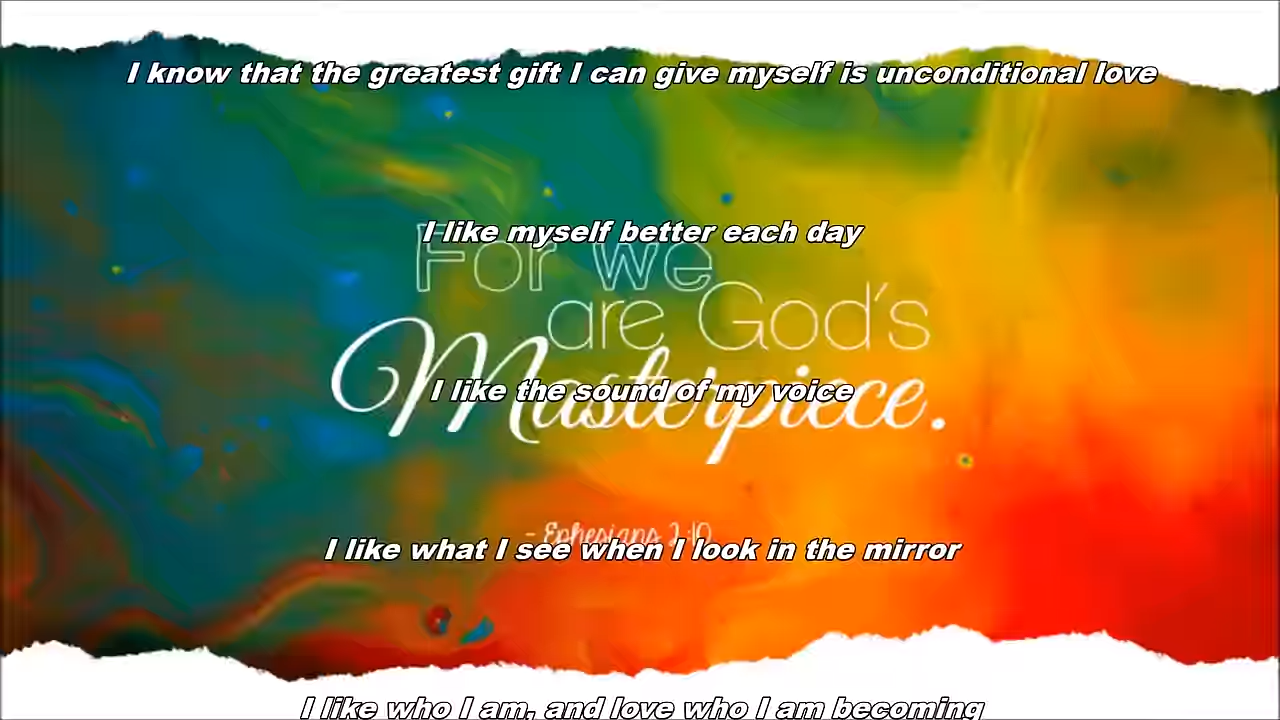 I know that the greatest gift I can give myself is unconditional love
I like myself better each day
For we
are God's
Masterpiece.
I like the sound of my voice
- Ephesians 2:10
I like what I see when I look in the mirror
I like who I am, and love who I am becoming